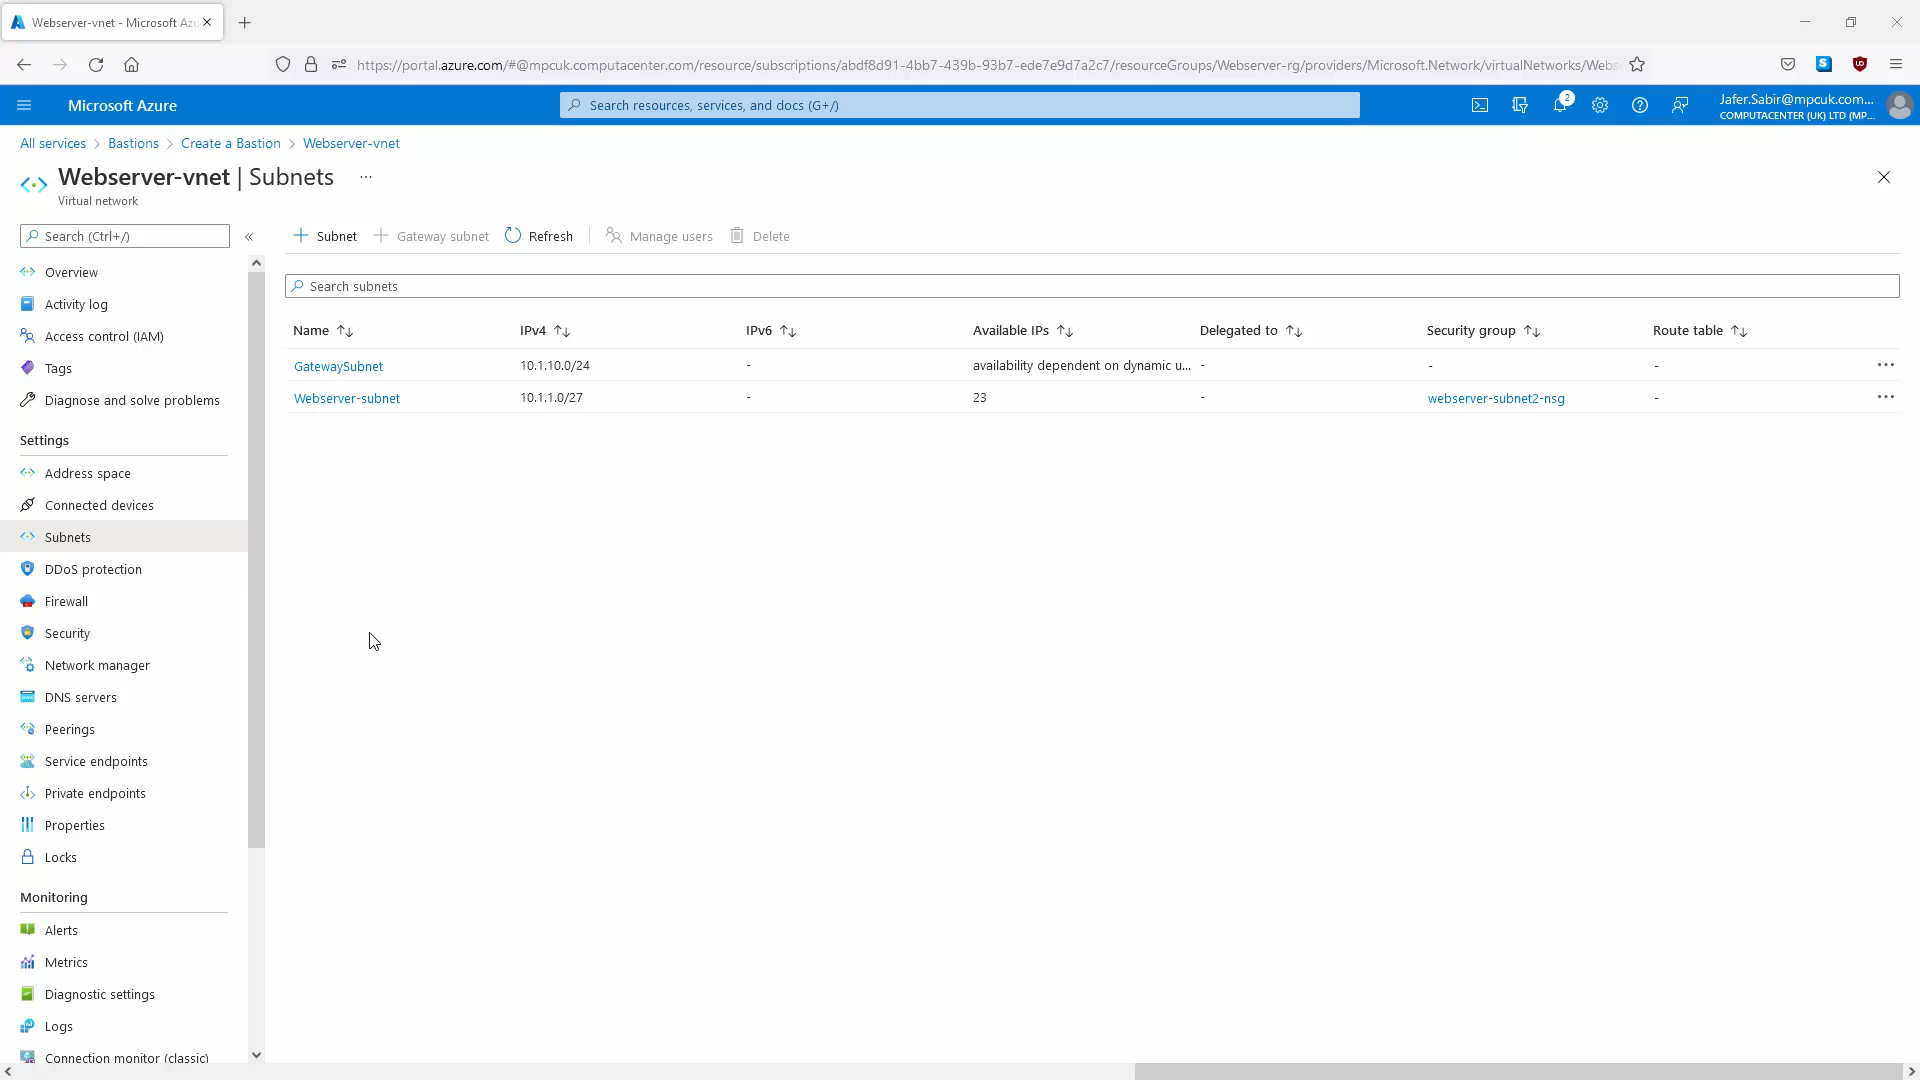 Webserver-vnet - Microsoft Az
https://portal.azure.com/#@mpcuk.computacenter.com/resource/subscriptions/abdf8d91-4bb7-439b-93b7-ede7e9d7a2c7/resourceGroups/Webserver-rg/providers/Microsoft.Network/virtualNetworks/Webs
Microsoft Azure
Search resources, services, and docs (G+/)
2
Jafer.Sabir@mpcuk.com...
COMPUTACENTER (UK) LTD (MP...
All services > Bastions > Create a Bastion > Webserver-vnet
Webserver-vnet | Subnets ...
Virtual network
Search (Ctrl+/)
«
Subnet
Gateway subnet
Refresh
Manage users
Delete
Overview
Activity log
Access control (IAM)
Tags
Diagnose and solve problems
Settings
Address space
Connected devices
Subnets
DDoS protection
Firewall
Security
Network manager
DNS servers
Peerings
Service endpoints
Private endpoints
Properties
Locks
Monitoring
Alerts
Metrics
Diagnostic settings
Logs
Connection monitor (classic)
Search subnets
Name IPv4 IPv6 Available IPs Delegated to Security group Route table
GatewaySubnet 10.1.10.0/24 - availability dependent on dynamic u... - - - ...
Webserver-subnet 10.1.1.0/27 - 23 - webserver-subnet2-nsg - ...